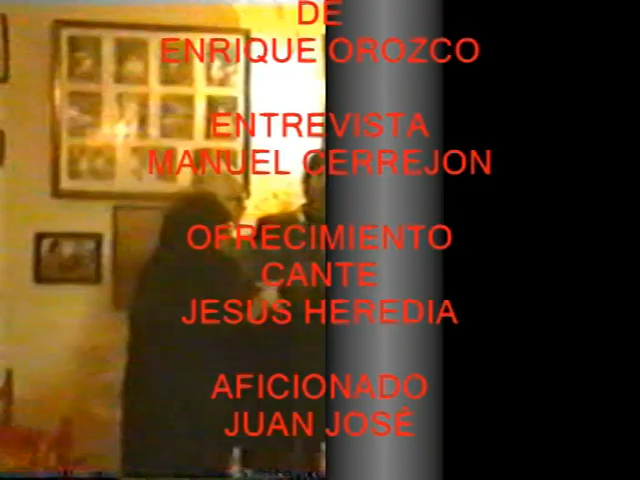 DE
ENRIQUE OROZCO
ENTREVISTA
MANUEL CERREJON
OFRECIMIENTO
CANTE
JESUS HEREDIA
AFICIONADO
JUAN JOSÉ